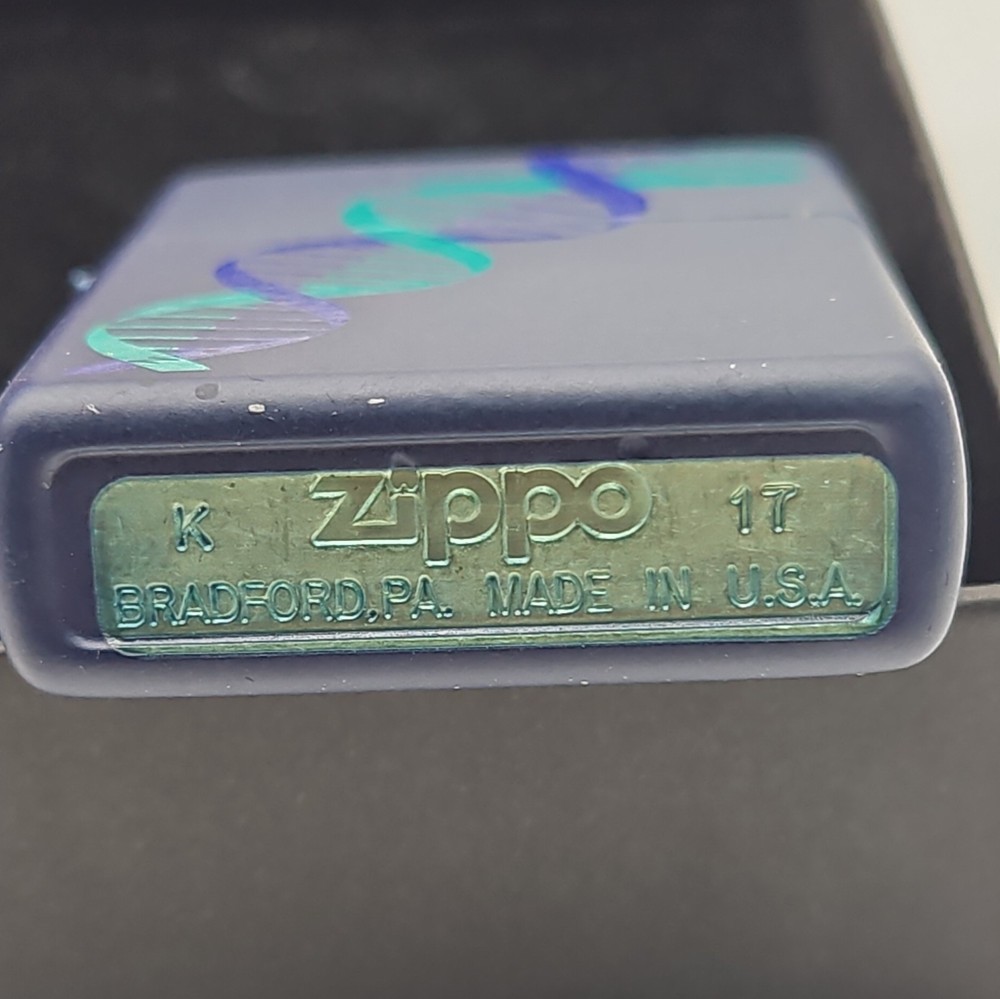 K zippo 17
BRADFORD,PA. MADE IN U.S.A.